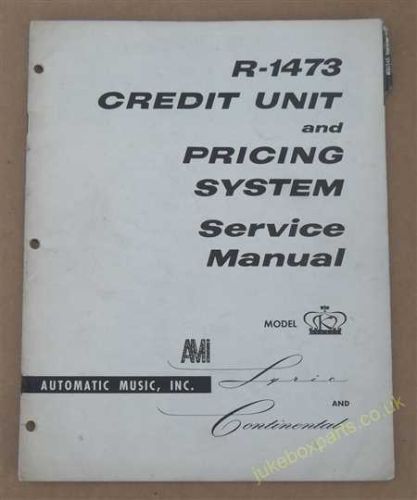 R-1473
CREDIT UNIT
and
PRICING
SYSTEM
Service
Manual
MODEL K
AMi
AUTOMATIC MUSIC, INC.
Lyric
AND
Continental
jukeboxparts.co.uk